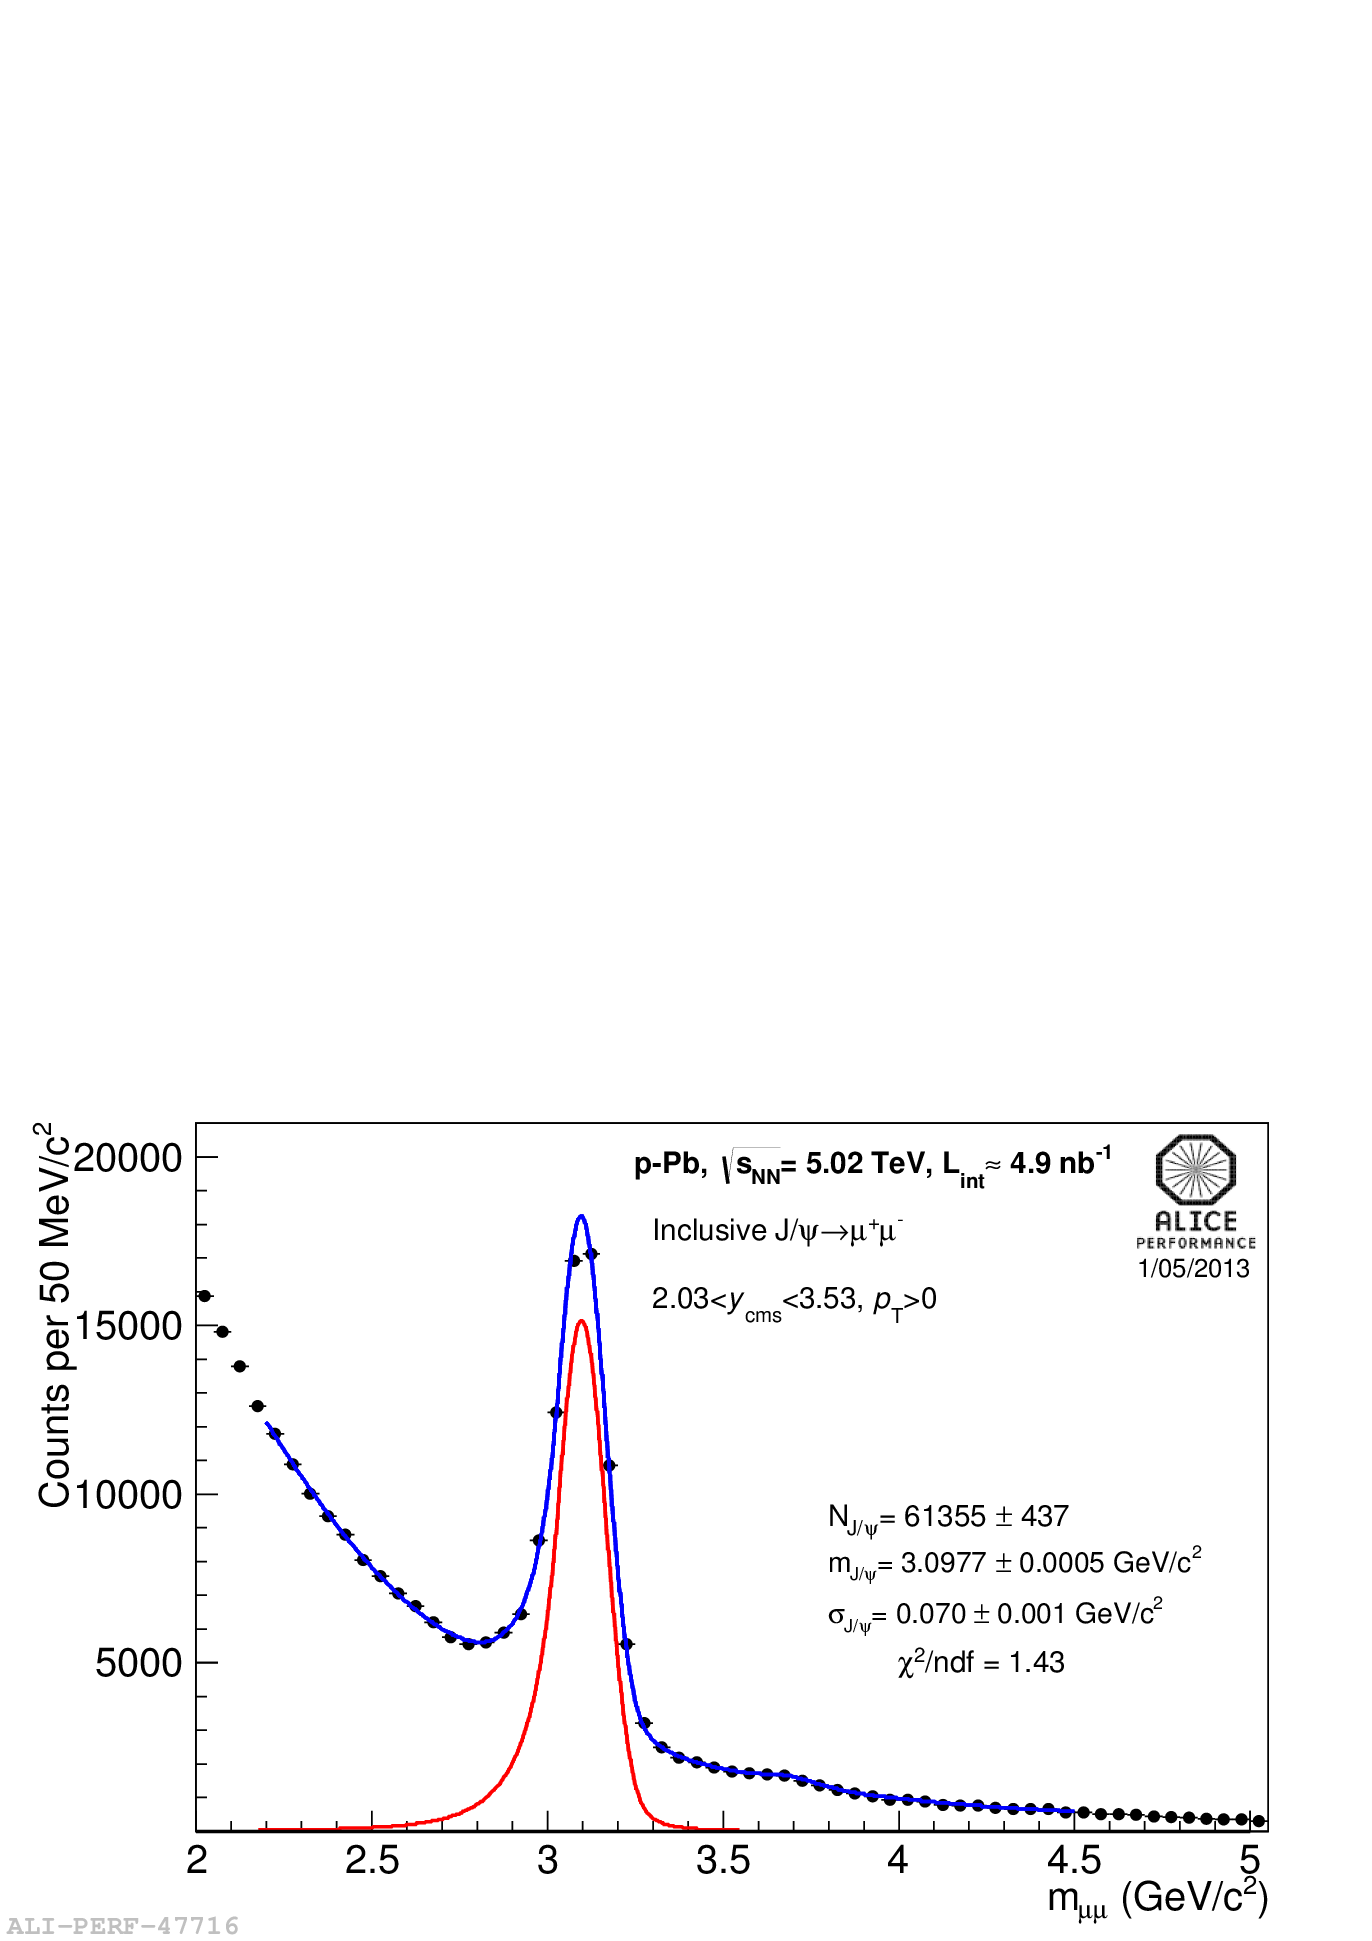 20000
15000
10000
5000
Counts per 50 MeV/c²
p-Pb, √s_NN = 5.02 TeV, L_int ≈ 4.9 nb⁻¹
Inclusive J/ψ→μ⁺μ⁻
2.03<y_cms<3.53, p_T>0
ALICE
PERFORMANCE
1/05/2013
N_J/ψ = 61355 ± 437
m_J/ψ = 3.0977 ± 0.0005 GeV/c²
σ_J/ψ = 0.070 ± 0.001 GeV/c²
χ²/ndf = 1.43
2 2.5 3 3.5 4 4.5 5
m_μμ (GeV/c²)
ALI-PERF-47716